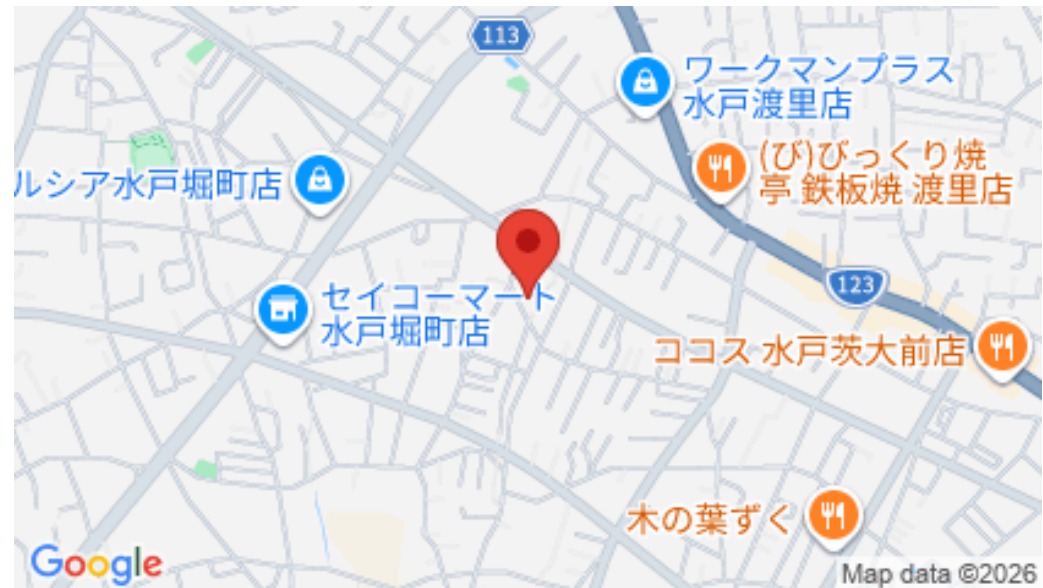 113
ワークマンプラス
水戸渡里店
(び)びっくり焼
亭 鉄板焼 渡里店
ルシア水戸堀町店
セイコーマート
水戸堀町店
123
ココス 水戸茨大前店
木の葉ずく
Google
Map data ©2026